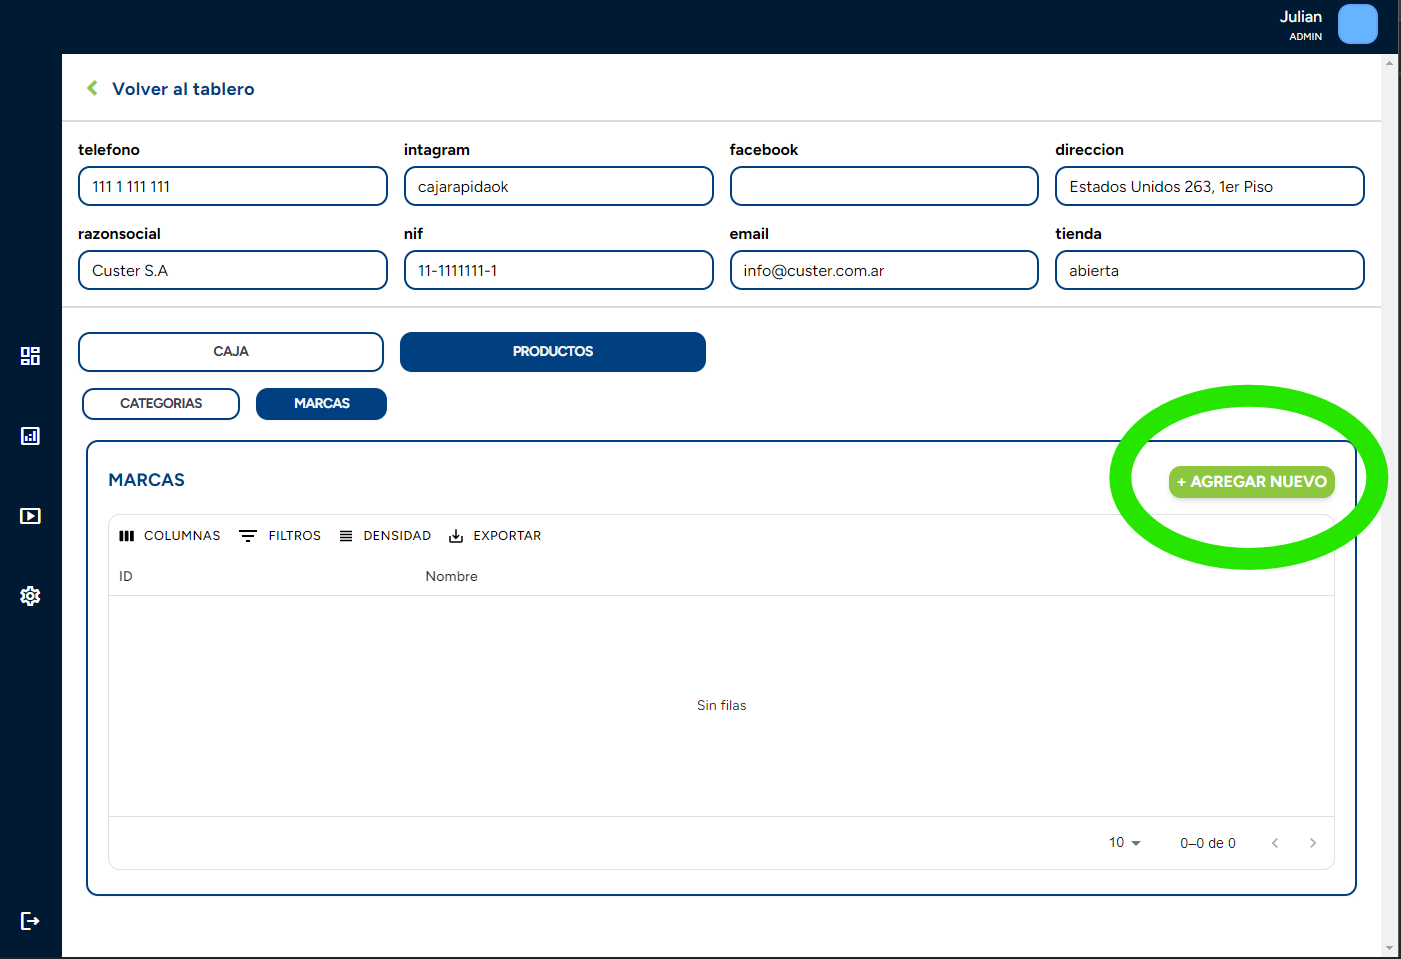 Julian
ADMIN
Volver al tablero
telefono intagram facebook direccion
111 1 111 111 cajarapidaok Estados Unidos 263, 1er Piso
razonsocial nif email tienda
Custer S.A 11-1111111-1 info@custer.com.ar abierta
CAJA PRODUCTOS
CATEGORIAS MARCAS
MARCAS + AGREGAR NUEVO
COLUMNAS FILTROS DENSIDAD EXPORTAR
ID Nombre
Sin filas
10 0–0 de 0